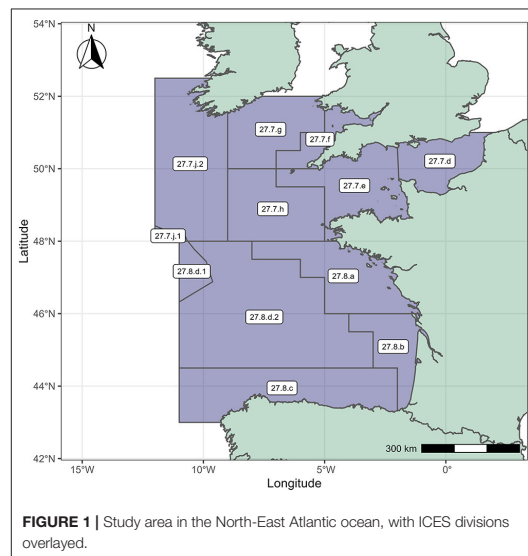 54°N
52°N
50°N
48°N
46°N
44°N
42°N
Latitude
N
27.7.g
27.7.f
27.7.j.2
27.7.d
27.7.e
27.7.h
27.7.j.1
27.8.d.1
27.8.a
27.8.d.2
27.8.b
27.8.c
300 km
15°W
10°W
5°W
0°
Longitude
FIGURE 1 | Study area in the North-East Atlantic ocean, with ICES divisions
overlayed.